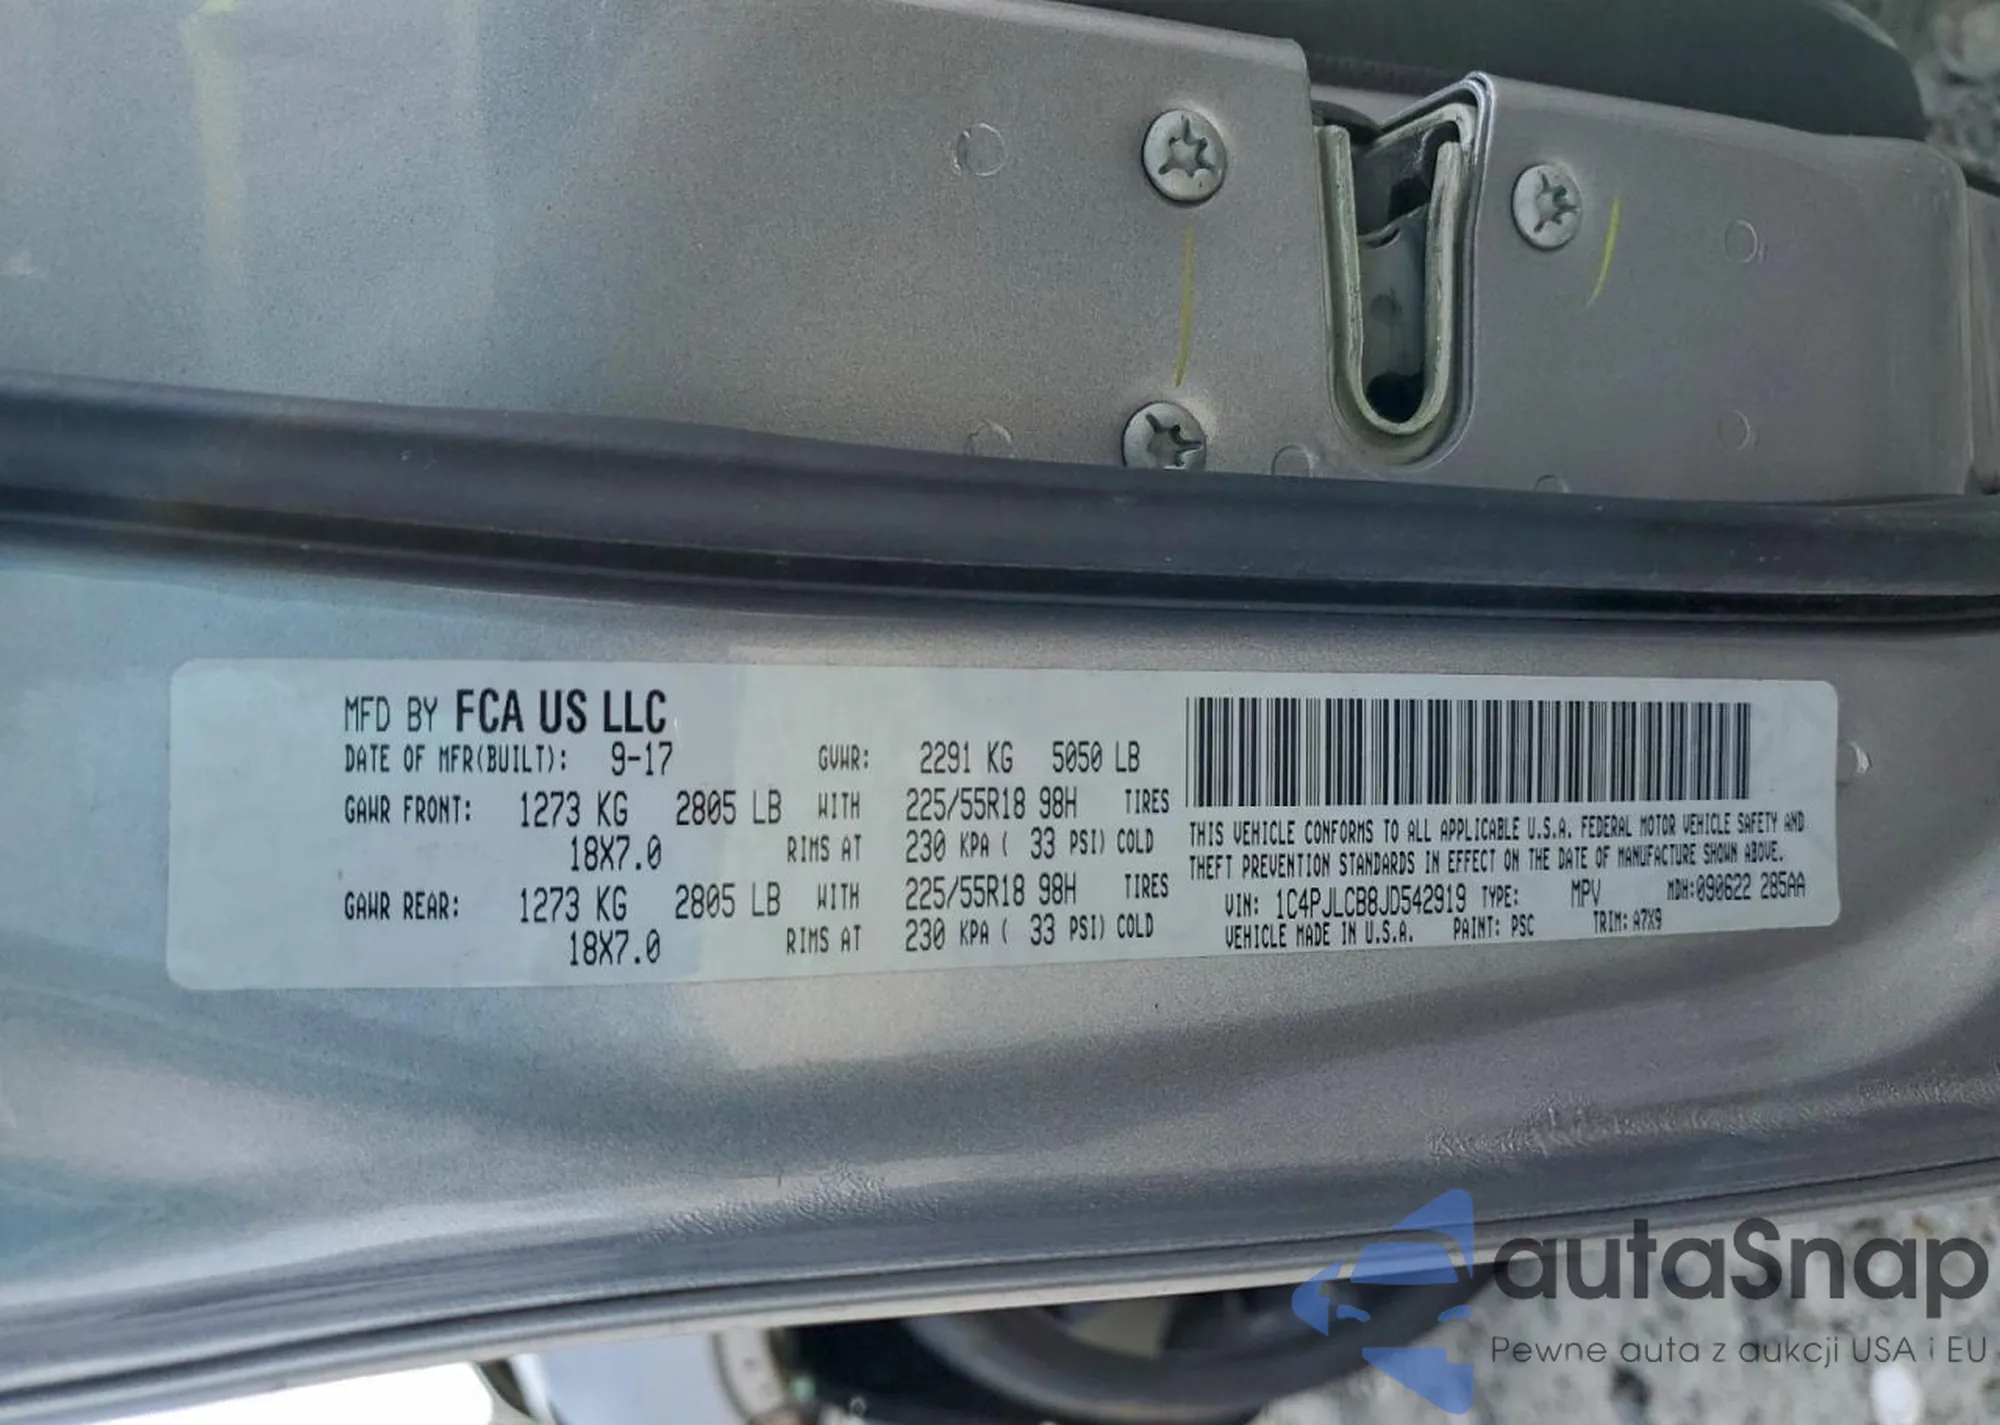 MFD BY FCA US LLC
DATE OF MFR(BUILT): 9-17 GVWR: 2291 KG 5050 LB
GAWR FRONT: 1273 KG 2805 LB WITH 225/55R18 98H TIRES
18X7.0 RIMS AT 230 KPA ( 33 PSI) COLD
GAWR REAR: 1273 KG 2805 LB WITH 225/55R18 98H TIRES
18X7.0 RIMS AT 230 KPA ( 33 PSI) COLD
THIS VEHICLE CONFORMS TO ALL APPLICABLE U.S.A. FEDERAL MOTOR VEHICLE SAFETY AND
THEFT PREVENTION STANDARDS IN EFFECT ON THE DATE OF MANUFACTURE SHOWN ABOVE.
VIN: 1C4PJLCB8JD542919 TYPE: MPV MDH:090622 285AA
VEHICLE MADE IN U.S.A. PAINT: PSC TRIM: A7X9
autaSnap
Pewne auta z aukcji USA i EU